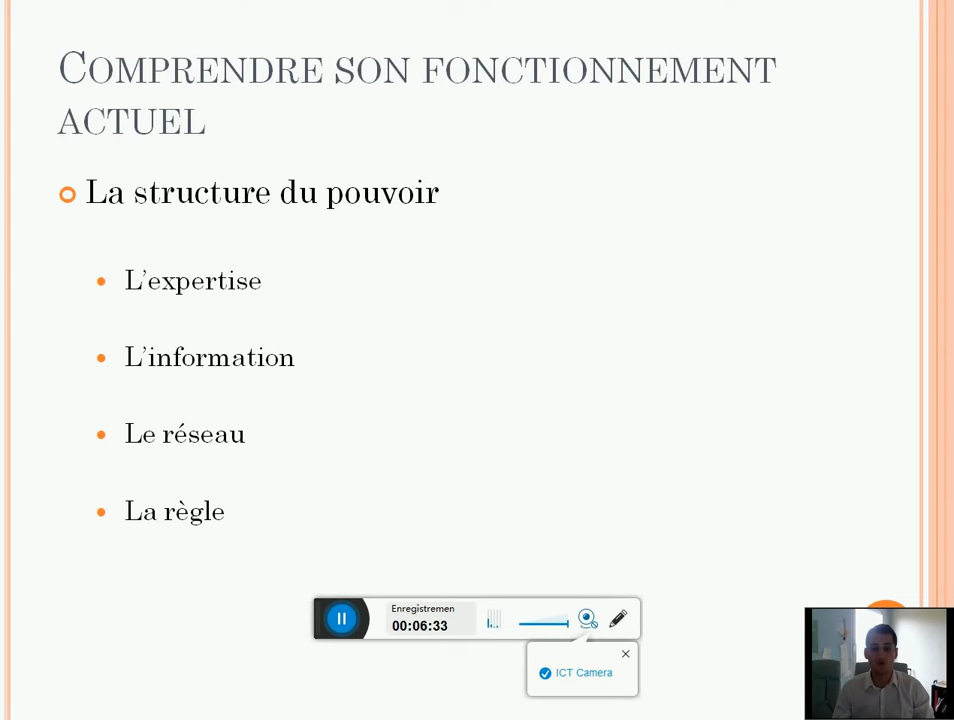 COMPRENDRE SON FONCTIONNEMENT
ACTUEL
La structure du pouvoir
L’expertise
L’information
Le réseau
La règle
Enregistremen
00:06:33
ICT Camera